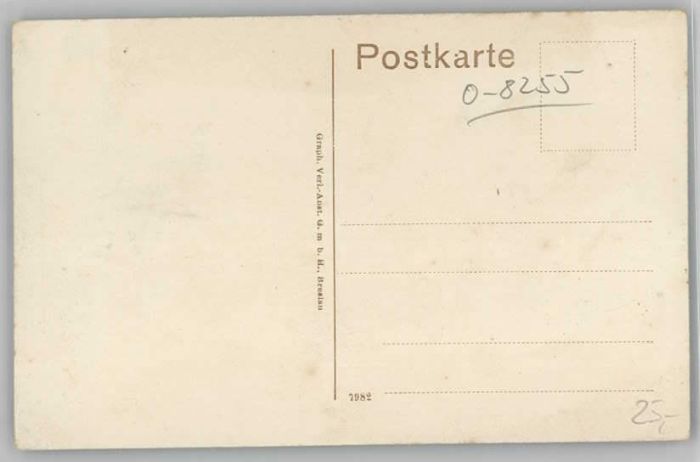 Postkarte
0-8255
Graph. Verl.-Anst. G. m b. H., Breslau
7982
25,-